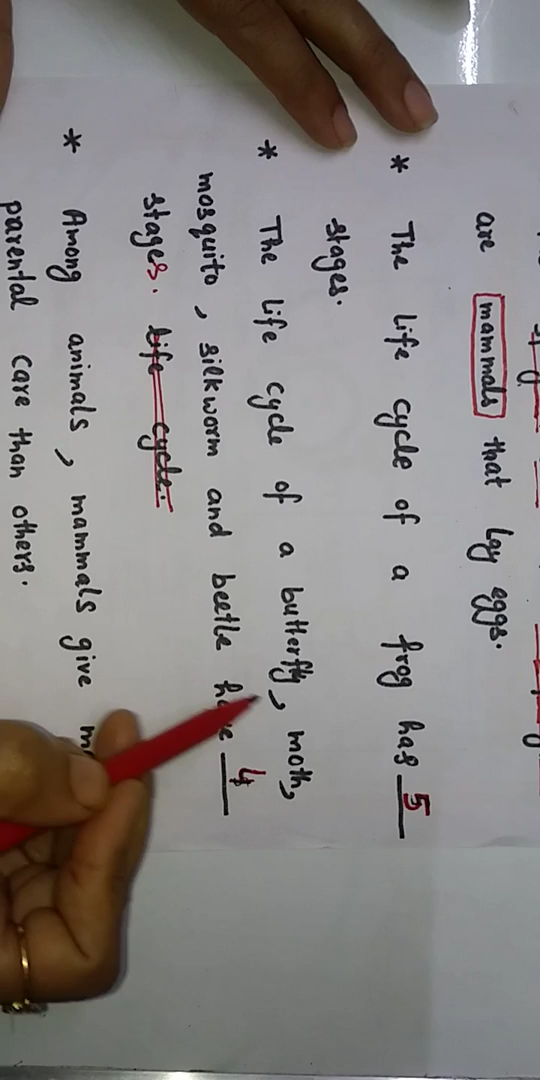 are mammals that lay eggs.
* The life cycle of a frog has 5
stages.
* The life cycle of a butterfly, moth,
mosquito, silkworm and beetle have 4
stages. life cycle.
* Among animals, mammals give
parental care than others.